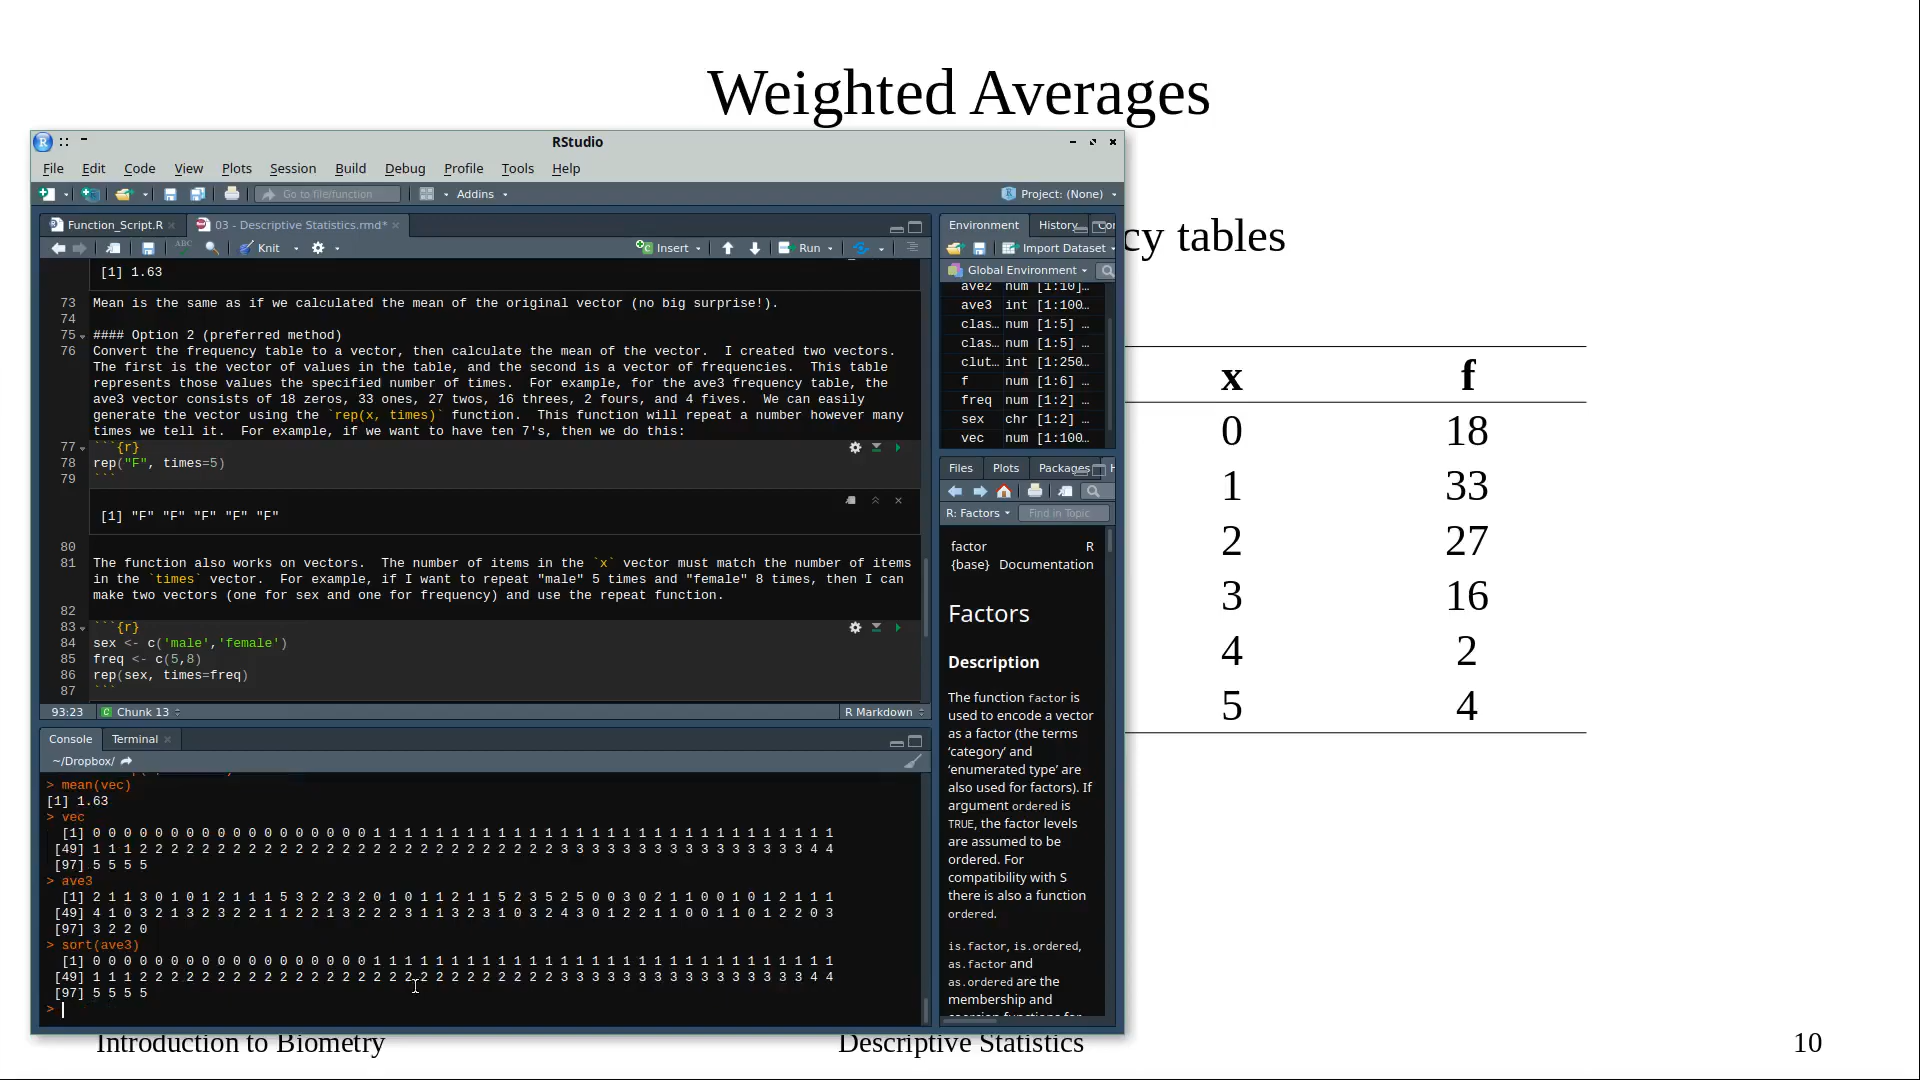 Weighted Averages
RStudio
File Edit Code View Plots Session Build Debug Profile Tools Help
Go to file/function Addins Project: (None)
Function_Script.R 03 - Descriptive Statistics.rmd*
ABC Knit Insert Run
[1] 1.63
73 Mean is the same as if we calculated the mean of the original vector (no big surprise!).
74
75 #### Option 2 (preferred method)
76 Convert the frequency table to a vector, then calculate the mean of the vector.  I created two vectors.
The first is the vector of values in the table, and the second is a vector of frequencies.  This table
represents those values the specified number of times.  For example, for the ave3 frequency table, the
ave3 vector consists of 18 zeros, 33 ones, 27 twos, 16 threes, 2 fours, and 4 fives.  We can easily
generate the vector using the `rep(x, times)` function.  This function will repeat a number however many
times we tell it.  For example, if we want to have ten 7's, then we do this:
77 ```{r}
78 rep("F", times=5)
79 ```
[1] "F" "F" "F" "F" "F"
80
81 The function also works on vectors.  The number of items in the `x` vector must match the number of items
in the `times` vector.  For example, if I want to repeat "male" 5 times and "female" 8 times, then I can
make two vectors (one for sex and one for frequency) and use the repeat function.
82
83 ```{r}
84 sex <- c('male','female')
85 freq <- c(5,8)
86 rep(sex, times=freq)
87 ```
93:23 C Chunk 13 R Markdown
Console Terminal
~/Dropbox/
> mean(vec)
[1] 1.63
> vec
[1] 0 0 0 0 0 0 0 0 0 0 0 0 0 0 0 0 0 0 1 1 1 1 1 1 1 1 1 1 1 1 1 1 1 1 1 1 1 1 1 1 1 1 1 1 1 1 1 1
[49] 1 1 1 2 2 2 2 2 2 2 2 2 2 2 2 2 2 2 2 2 2 2 2 2 2 2 2 2 2 2 3 3 3 3 3 3 3 3 3 3 3 3 3 3 3 3 4 4
[97] 5 5 5 5
> ave3
[1] 2 1 1 3 0 1 0 1 2 1 1 1 5 3 2 2 3 2 0 1 0 1 1 2 1 1 5 2 3 5 2 5 0 0 3 0 2 1 1 0 0 1 0 1 2 1 1 1
[49] 4 1 0 3 2 1 3 2 3 2 2 1 1 2 2 1 3 2 2 2 3 1 1 3 2 3 1 0 3 2 4 3 0 1 2 2 1 1 0 0 1 1 0 1 2 2 0 3
[97] 3 2 2 0
> sort(ave3)
[1] 0 0 0 0 0 0 0 0 0 0 0 0 0 0 0 0 0 0 1 1 1 1 1 1 1 1 1 1 1 1 1 1 1 1 1 1 1 1 1 1 1 1 1 1 1 1 1 1
[49] 1 1 1 2 2 2 2 2 2 2 2 2 2 2 2 2 2 2 2 2 2 2 2 2 2 2 2 2 2 2 3 3 3 3 3 3 3 3 3 3 3 3 3 3 3 3 4 4
[97] 5 5 5 5
>
Environment History Con
Import Dataset
Global Environment
ave2 num [1:10]…
ave3 int [1:100…
clas… num [1:5] …
clas… num [1:5] …
clut… int [1:250…
f num [1:6] …
freq num [1:2] …
sex chr [1:2] …
vec num [1:100…
Files Plots Packages H
R: Factors Find in Topic
factor R
{base} Documentation
Factors
Description
The function factor is
used to encode a vector
as a factor (the terms
‘category’ and
‘enumerated type’ are
also used for factors). If
argument ordered is
TRUE, the factor levels
are assumed to be
ordered. For
compatibility with S
there is also a function
ordered.
is.factor, is.ordered,
as.factor and
as.ordered are the
membership and
coercion functions for
cy tables
x f
0 18
1 33
2 27
3 16
4 2
5 4
Introduction to Biometry Descriptive Statistics 10